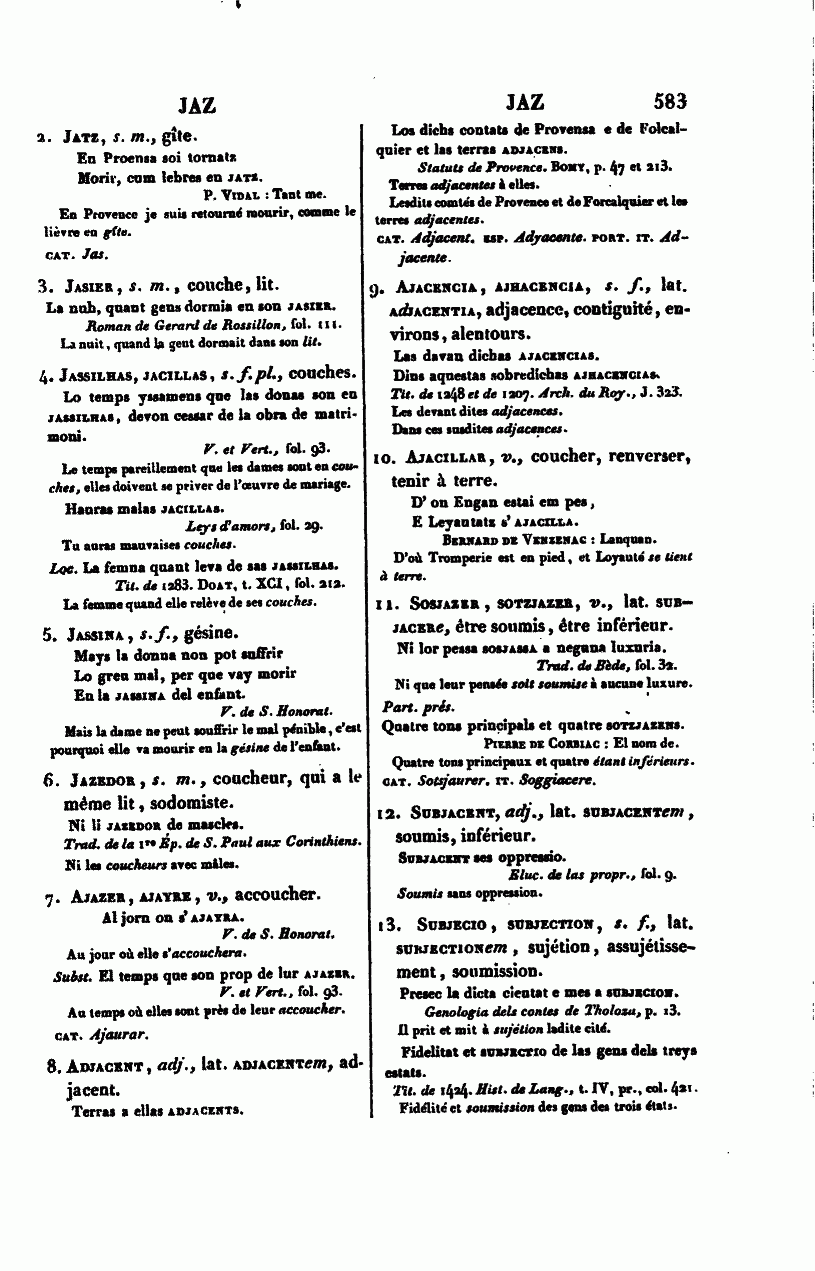 JAZ
2. JATZ, s. m., gîte.
En Proensa soi tornatz
Morir, com lebres en JATZ.
P. VIDAL : Tant me.
En Provence je suis retourné mourir, comme le
lièvre en gîte.
CAT. Jas.
3. JASIER, s. m., couche, lit.
La nuh, quant gens dormia en son JASIER.
Roman de Gerard de Rossillon, fol. 111.
La nuit, quand la gent dormait dans son lit.
4. JASSILHAS, JACILLAS, s. f. pl., couches.
Lo temps yssamens que las donas son en
JASSILHAS, devon cessar de la obra de matri-
moni.
V. et Vert., fol. 93.
Le temps pareillement que les dames sont en cou-
ches, elles doivent se priver de l'œuvre de mariage.
Hauras malas JACILLAS.
Leys d'amors, fol. 29.
Tu auras mauvaises couches.
Loc. La femna quant leva de sas JASSILHAS.
Tit. de 1283. DOAT, t. XCI, fol. 212.
La femme quand elle relève de ses couches.
5. JASSINA, s. f., gésine.
Mays la donna non pot suffrir
Lo greu mal, per que vay morir
En la JASSINA del enfant.
V. de S. Honorat.
Mais la dame ne peut souffrir le mal pénible, c'est
pourquoi elle va mourir en la gésine de l'enfant.
6. JAZEDOR, s. m., coucheur, qui a le
même lit, sodomiste.
Ni li JAZEDOR de mascles.
Trad. de la 1re Ép. de S. Paul aux Corinthiens.
Ni les coucheurs avec mâles.
7. AJAZER, AJAYRE, v., accoucher.
Al jorn on s'AJAYRA.
V. de S. Honorat.
Au jour où elle s'accouchera.
Subst. El temps que son prop de lur AJAZER.
V. et Vert., fol. 93.
Au temps où elles sont près de leur accoucher.
CAT. Ajaurar.
8. ADJACENT, adj., lat. ADJACENTem, ad-
jacent.
Terras a ellas ADJACENTS.
JAZ 583
Los dichs contats de Provensa e de Folcal-
quier et las terras ADJACENS.
Statuts de Provence. BOMY, p. 47 et 213.
Terres adjacentes à elles.
Lesdits comtés de Provence et de Forcalquier et les
terres adjacentes.
CAT. Adjacent. ESP. Adyacente. PORT. IT. Ad-
jacente.
9. AJACENCIA, AJHACENCIA, s. f., lat.
ADJACENTIA, adjacence, contiguité, en-
virons, alentours.
Las davan dichas AJACENCIAS.
Dins aquestas sobredichas AJHACENCIAS.
Tit. de 1248 et de 1207. Arch. du Roy., J. 323.
Les devant dites adjacences.
Dans ces susdites adjacences.
10. AJACILLAR, v., coucher, renverser,
tenir à terre.
D'on Engan estai em pes,
E Leyautatz s'AJACILLA.
BERNARD DE VENZENAC : Lanquan.
D'où Tromperie est en pied, et Loyauté se tient
à terre.
11. SOSJAZER, SOTZJAZER, v., lat. SUB-
JACERe, être soumis, être inférieur.
Ni lor pessa SOSJASSA a neguna luxuria.
Trad. de Bède, fol. 32.
Ni que leur pensée soit soumise à aucune luxure.
Part. prés.
Quatre tons principals et quatre SOTZJAZENS.
PIERRE DE CORBIAC : El nom de.
Quatre tons principaux et quatre étant inférieurs.
CAT. Sotsjaurer. IT. Soggiacere.
12. SUBJACENT, adj., lat. SUBJACENTem,
soumis, inférieur.
SUBJACENT ses oppressio.
Eluc. de las propr., fol. 9.
Soumis sans oppression.
13. SUBJECIO, SUBJECTION, s. f., lat.
SUBJECTIONem, sujétion, assujétisse-
ment, soumission.
Presec la dicta cieutat e mes a SUBJECION.
Genologia dels contes de Tholoza, p. 13.
Il prit et mit à sujétion ladite cité.
Fidelitat et SUBJECTIO de las gens dels treys
estats.
Tit. de 1424. Hist. de Lang., t. IV, pr., col. 421.
Fidélité et soumission des gens des trois états.